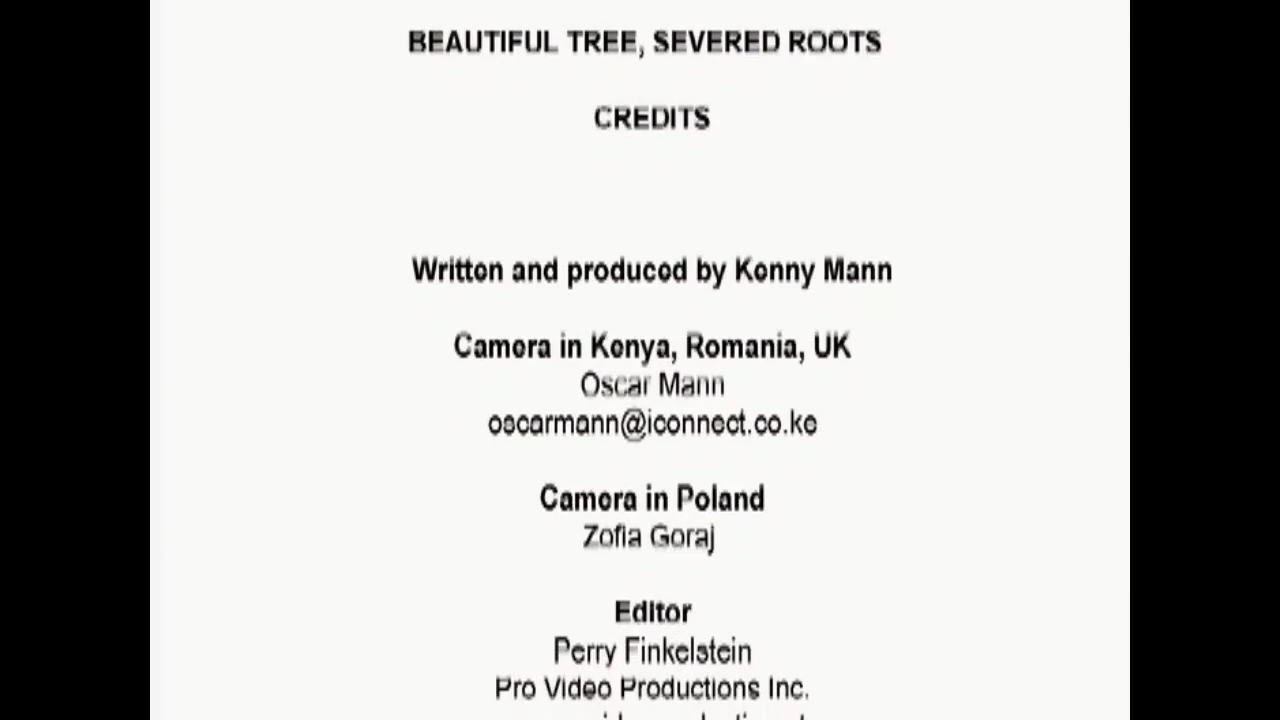 BEAUTIFUL TREE, SEVERED ROOTS
CREDITS
Written and produced by Kenny Mann
Camera in Kenya, Romania, UK
Oscar Mann
oscarmann@iconnect.co.ke
Camera in Poland
Zofia Goraj
Editor
Perry Finkelstein
Pro Video Productions Inc.